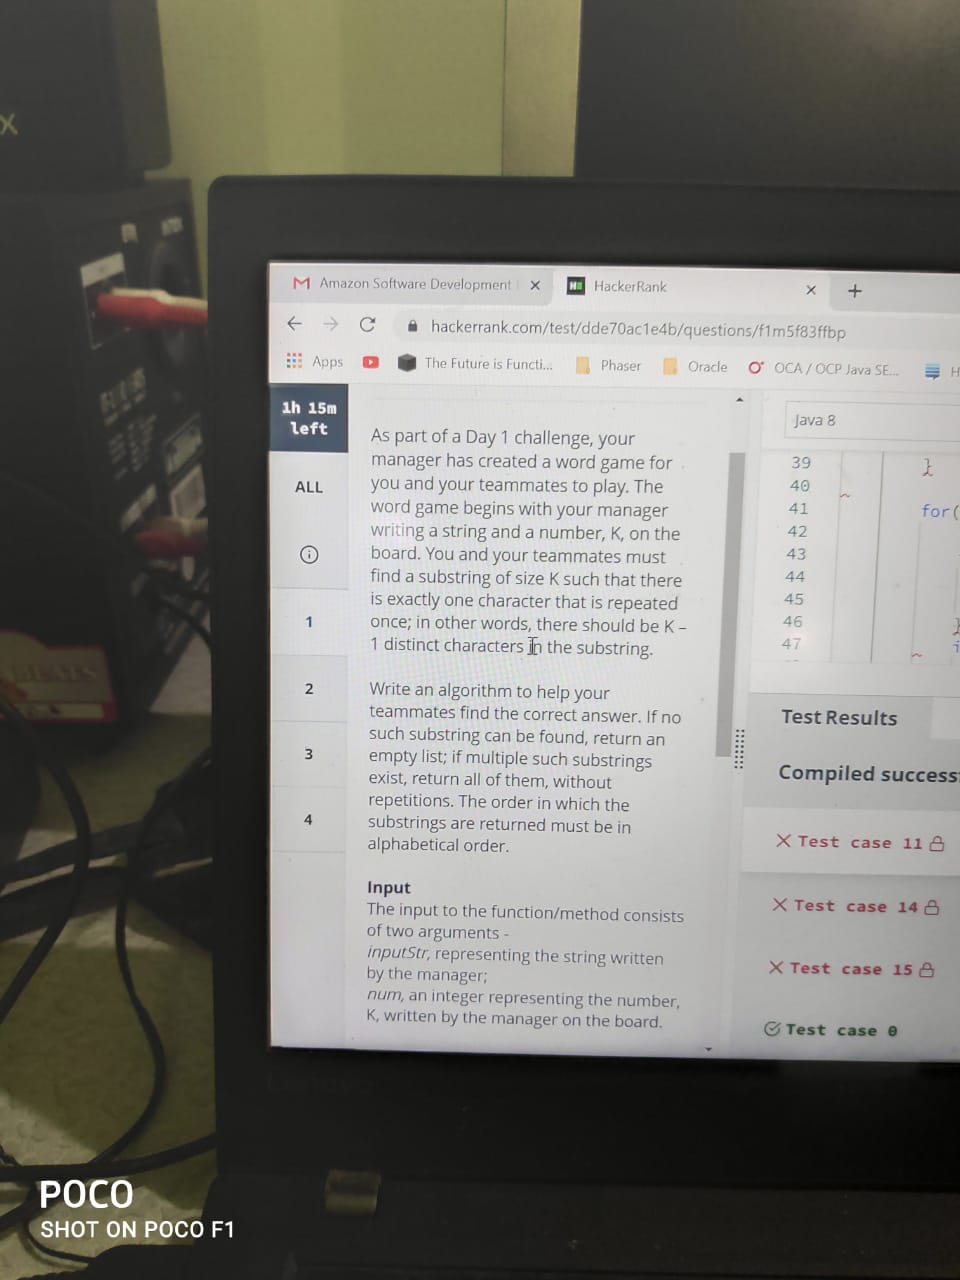 X
Amazon Software Development
HackerRank
hackerrank.com/test/dde70ac1e4b/questions/f1m5f83ffbp
Apps
The Future is Functi...
Phaser
Oracle
OCA / OCP Java SE...
H
1h 15m
left
ALL
1
2
3
4
As part of a Day 1 challenge, your
manager has created a word game for
you and your teammates to play. The
word game begins with your manager
writing a string and a number, K, on the
board. You and your teammates must
find a substring of size K such that there
is exactly one character that is repeated
once; in other words, there should be K –
1 distinct characters in the substring.
Write an algorithm to help your
teammates find the correct answer. If no
such substring can be found, return an
empty list; if multiple such substrings
exist, return all of them, without
repetitions. The order in which the
substrings are returned must be in
alphabetical order.
Input
The input to the function/method consists
of two arguments -
inputStr, representing the string written
by the manager;
num, an integer representing the number,
K, written by the manager on the board.
Java 8
39 }
40
41 for(
42
43
44
45
46 }
47 i
Test Results
Compiled success
Test case 11
Test case 14
Test case 15
Test case 0
BEATS
POCO
SHOT ON POCO F1